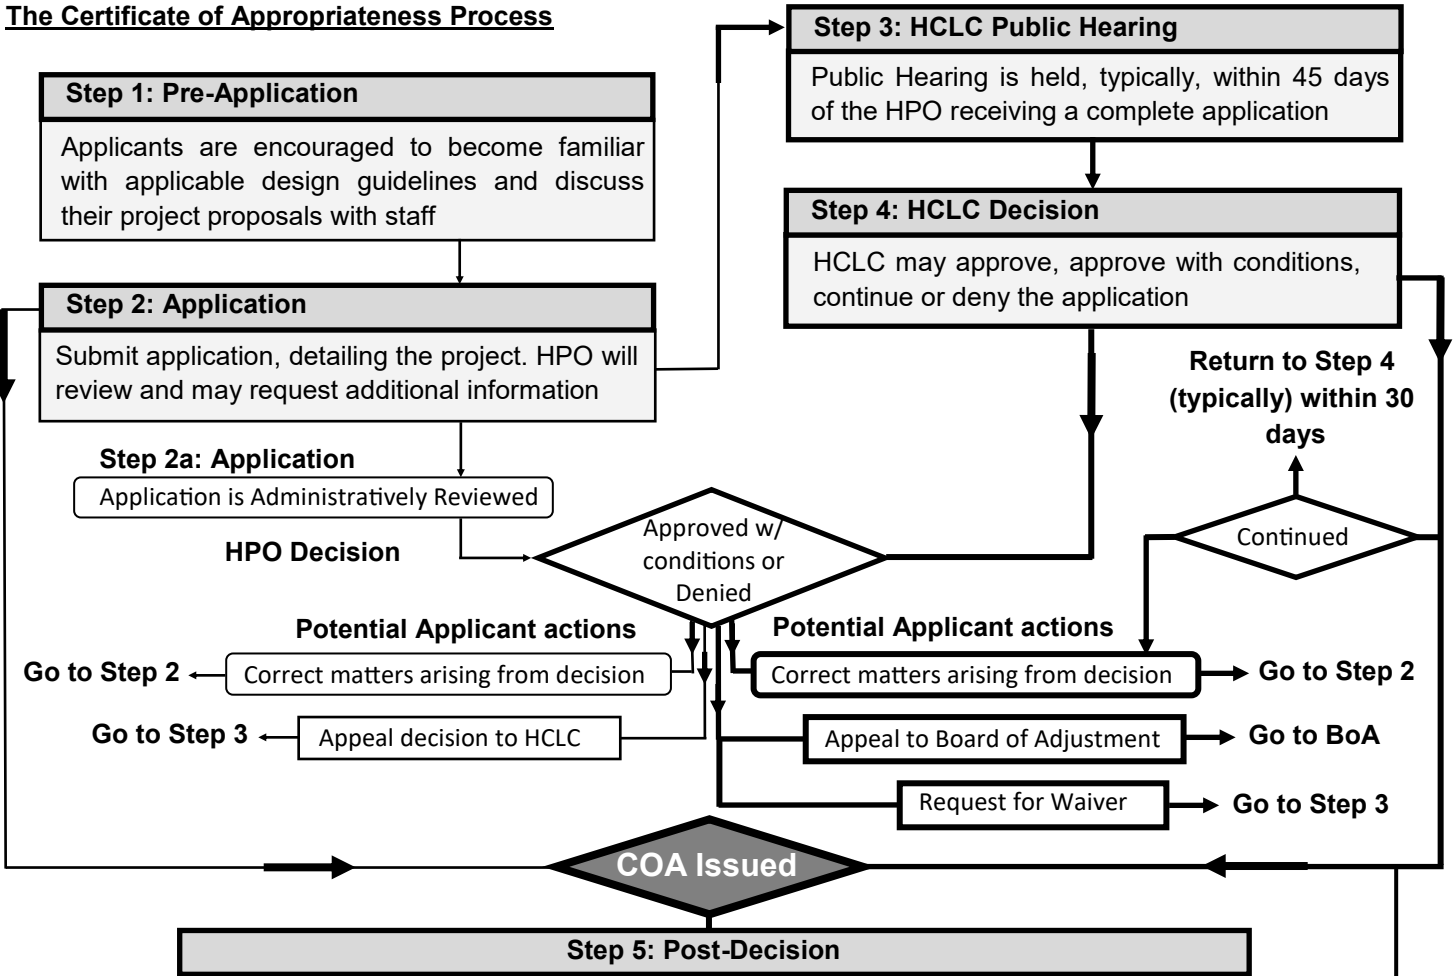 The Certificate of Appropriateness Process
Step 1: Pre-Application
Applicants are encouraged to become familiar
with applicable design guidelines and discuss
their project proposals with staff
Step 2: Application
Submit application, detailing the project. HPO will
review and may request additional information
Step 2a: Application
Application is Administratively Reviewed
HPO Decision
Step 3: HCLC Public Hearing
Public Hearing is held, typically, within 45 days
of the HPO receiving a complete application
Step 4: HCLC Decision
HCLC may approve, approve with conditions,
continue or deny the application
Return to Step 4
(typically) within 30
days
Continued
Approved w/
conditions or
Denied
Potential Applicant actions
Go to Step 2
Correct matters arising from decision
Go to Step 3
Appeal decision to HCLC
Potential Applicant actions
Correct matters arising from decision
Go to Step 2
Appeal to Board of Adjustment
Go to BoA
Request for Waiver
Go to Step 3
COA Issued
Step 5: Post-Decision